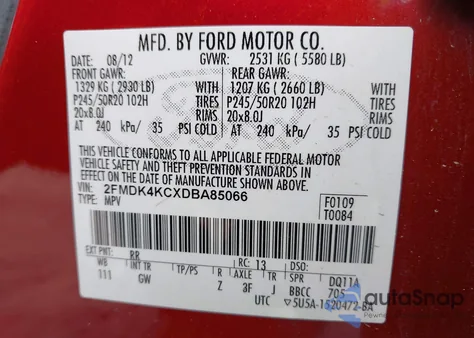 MFD. BY FORD MOTOR CO.
DATE: 08/12 GVWR: 2531 KG ( 5580 LB)
FRONT GAWR: REAR GAWR:
1329 KG ( 2930 LB) 1207 KG ( 2660 LB)
P245/50R20 102H TIRES P245/50R20 102H TIRES
20x8.0J RIMS 20x8.0J RIMS
AT 240 kPa/ 35 PSI COLD AT 240 kPa/ 35 PSI COLD
THIS VEHICLE CONFORMS TO ALL APPLICABLE FEDERAL MOTOR
VEHICLE SAFETY AND THEFT PREVENTION STANDARDS IN
EFFECT ON THE DATE OF MANUFACTURE SHOWN ABOVE.
VIN: 2FMDK4KCXDBA85066 F0109
TYPE: MPV T0084
EXT PNT: RR RC: 13 DSO:
WB INT TR TP/PS R AXLE TR SPR DQ11A
111 GW Z 3F J BBCC 705
UTC ▽5U5A-1520472-BA
autoSnap